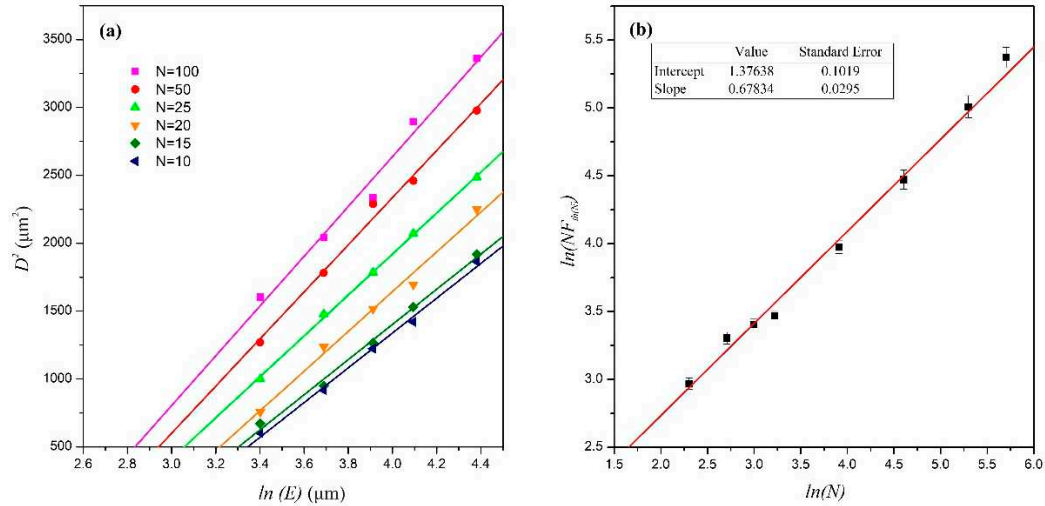 (a)
3500
3000
2500
2000
1500
1000
500
D² (μm²)
N=100
N=50
N=25
N=20
N=15
N=10
2.6 2.8 3.0 3.2 3.4 3.6 3.8 4.0 4.2 4.4
ln (E) (μm)
(b)
5.5
5.0
4.5
4.0
3.5
3.0
2.5
Value Standard Error
Intercept 1.37638 0.1019
Slope 0.67834 0.0295
1.5 2.0 2.5 3.0 3.5 4.0 4.5 5.0 5.5 6.0
ln(N)